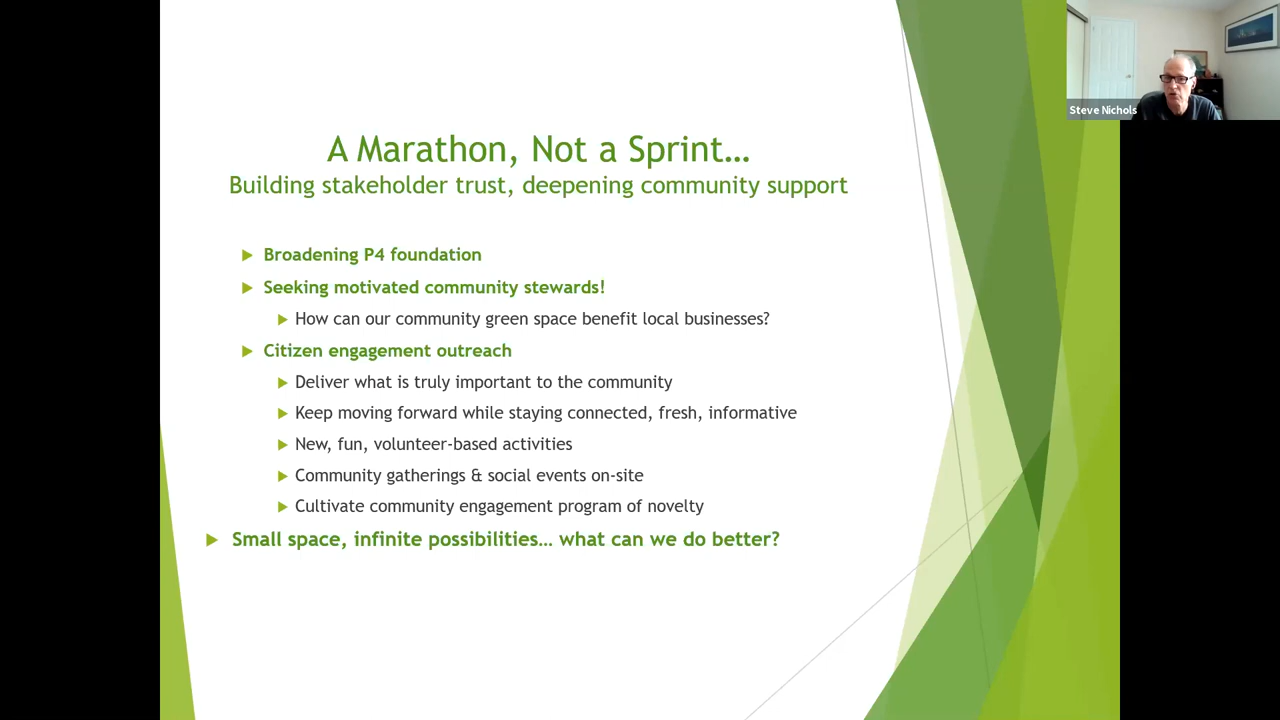 Steve Nichols
A Marathon, Not a Sprint…
Building stakeholder trust, deepening community support
Broadening P4 foundation
Seeking motivated community stewards!
How can our community green space benefit local businesses?
Citizen engagement outreach
Deliver what is truly important to the community
Keep moving forward while staying connected, fresh, informative
New, fun, volunteer-based activities
Community gatherings & social events on-site
Cultivate community engagement program of novelty
Small space, infinite possibilities… what can we do better?